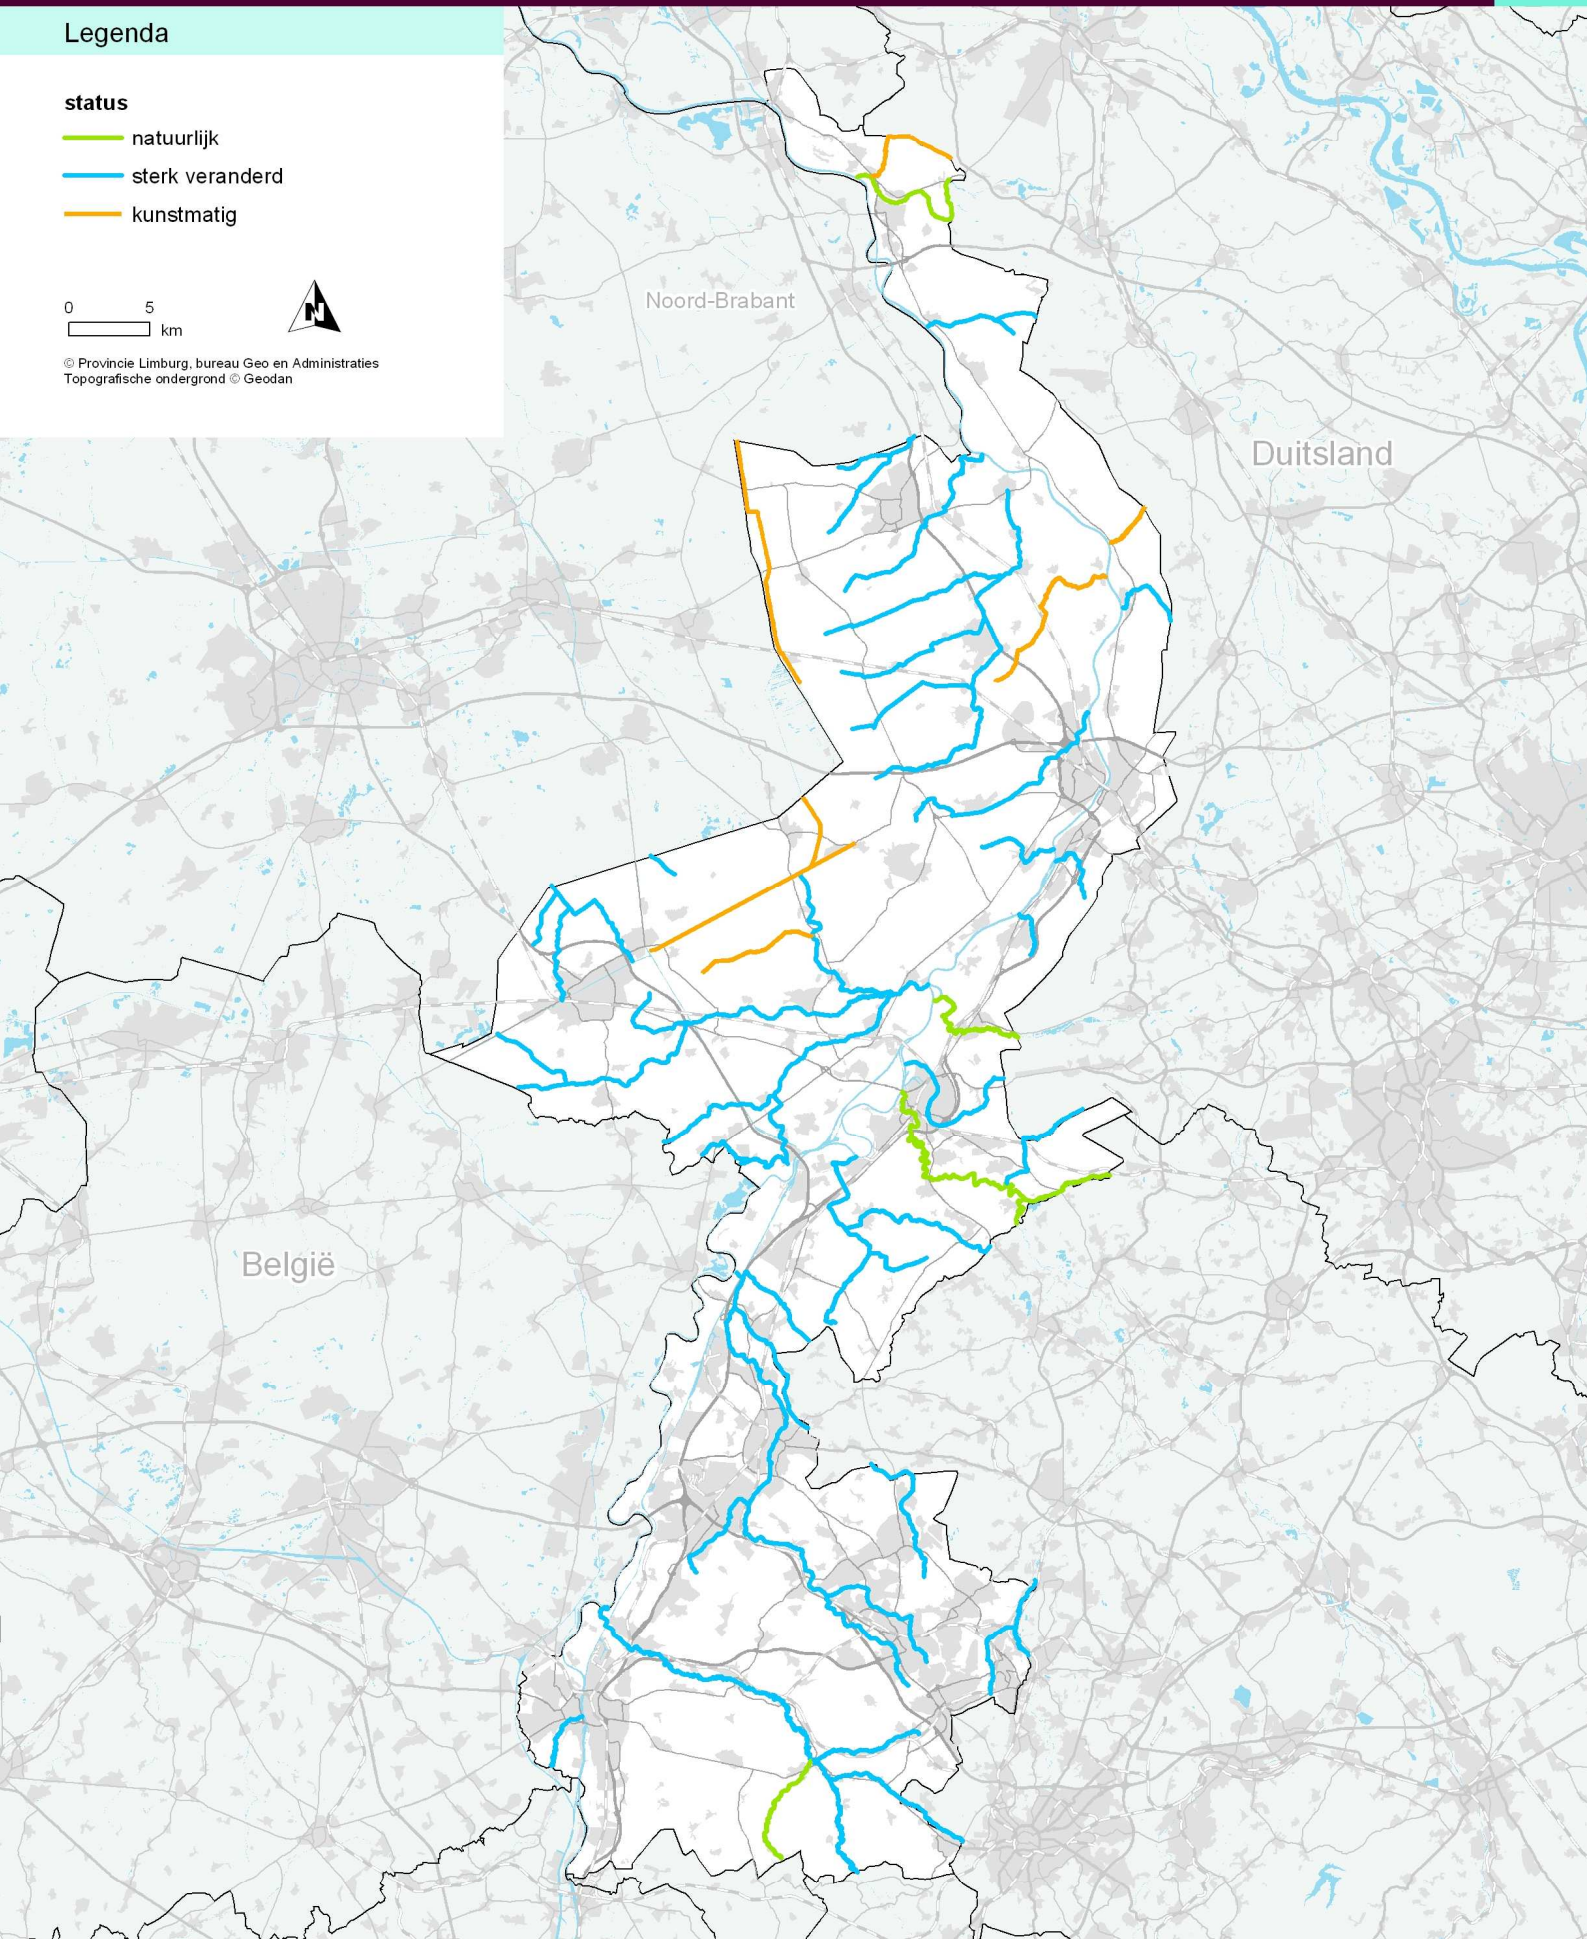 Legenda
status
natuurlijk
sterk veranderd
kunstmatig
0 5
km
N
© Provincie Limburg, bureau Geo en Administraties
Topografische ondergrond © Geodan
Noord-Brabant
Duitsland
België